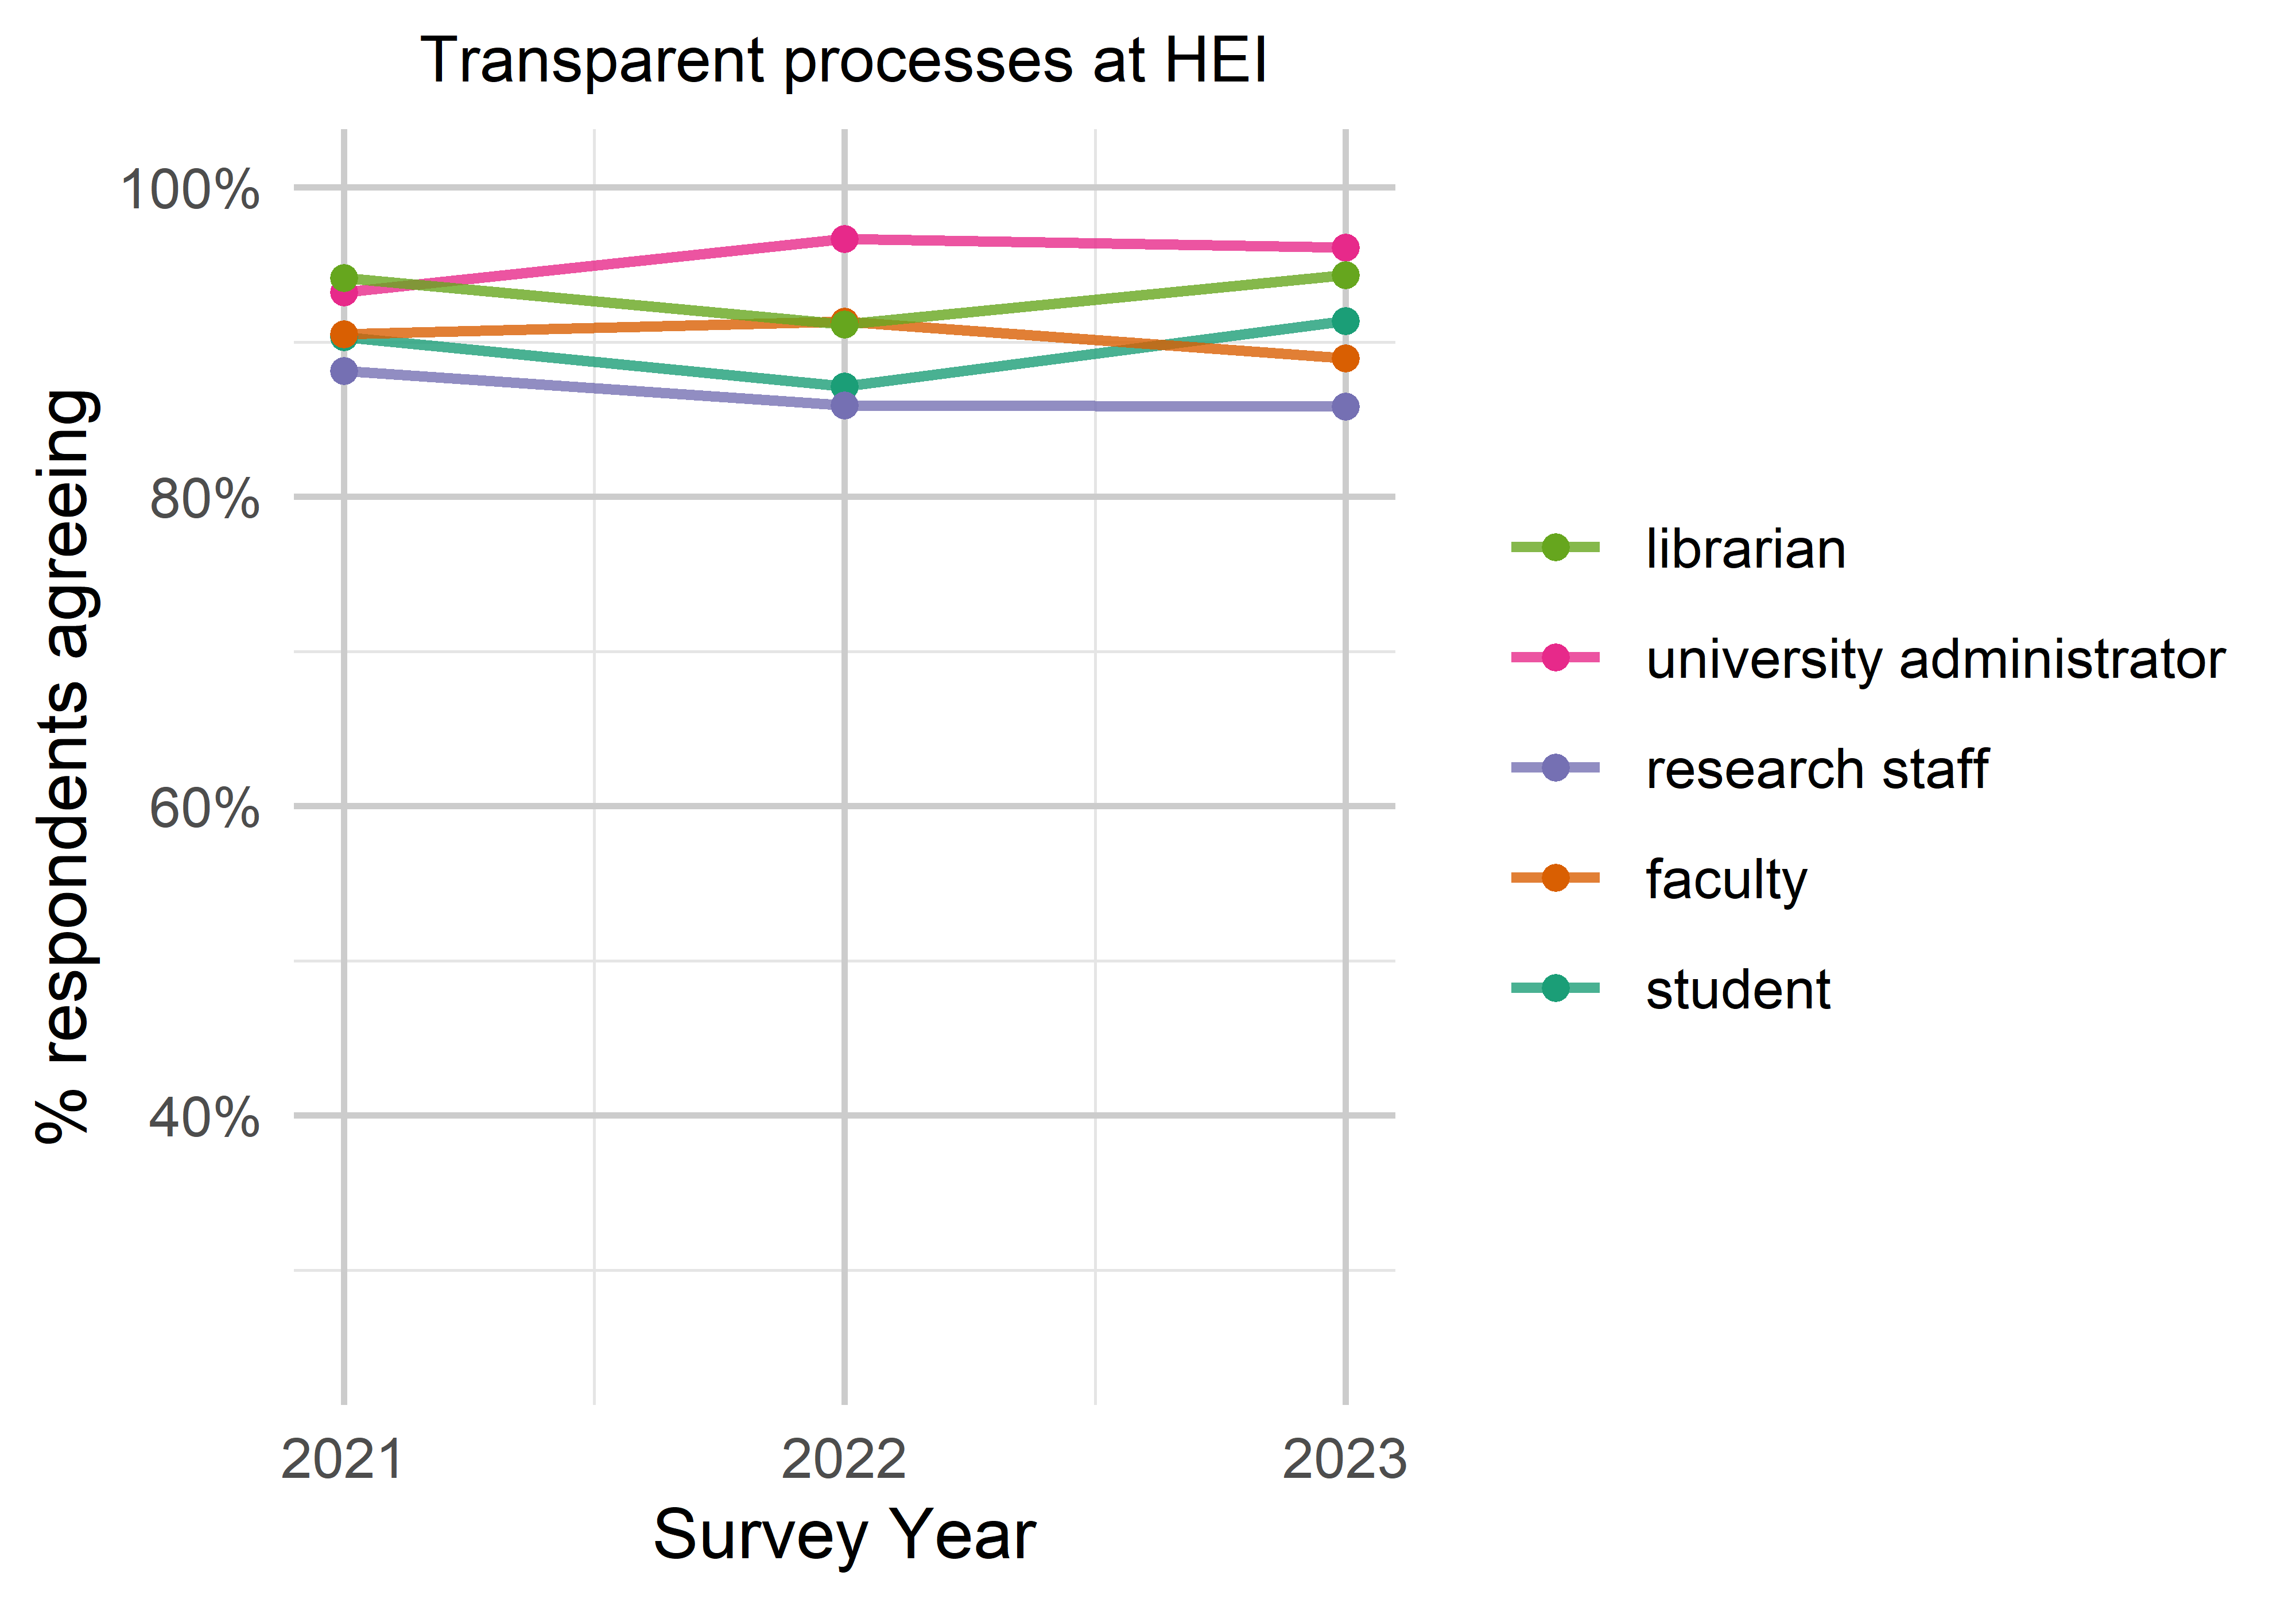 Transparent processes at HEI
100%
80%
60%
40%
% respondents agreeing
2021
2022
2023
Survey Year
librarian
university administrator
research staff
faculty
student